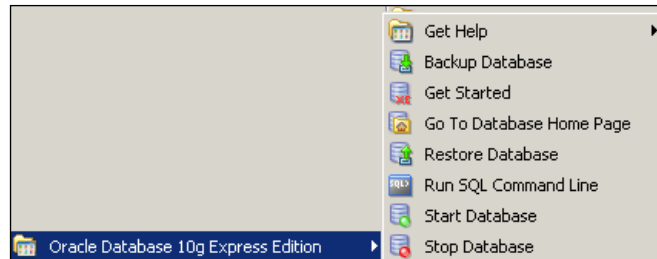 Get Help
Backup Database
Get Started
Go To Database Home Page
Restore Database
Run SQL Command Line
Start Database
Oracle Database 10g Express Edition
Stop Database